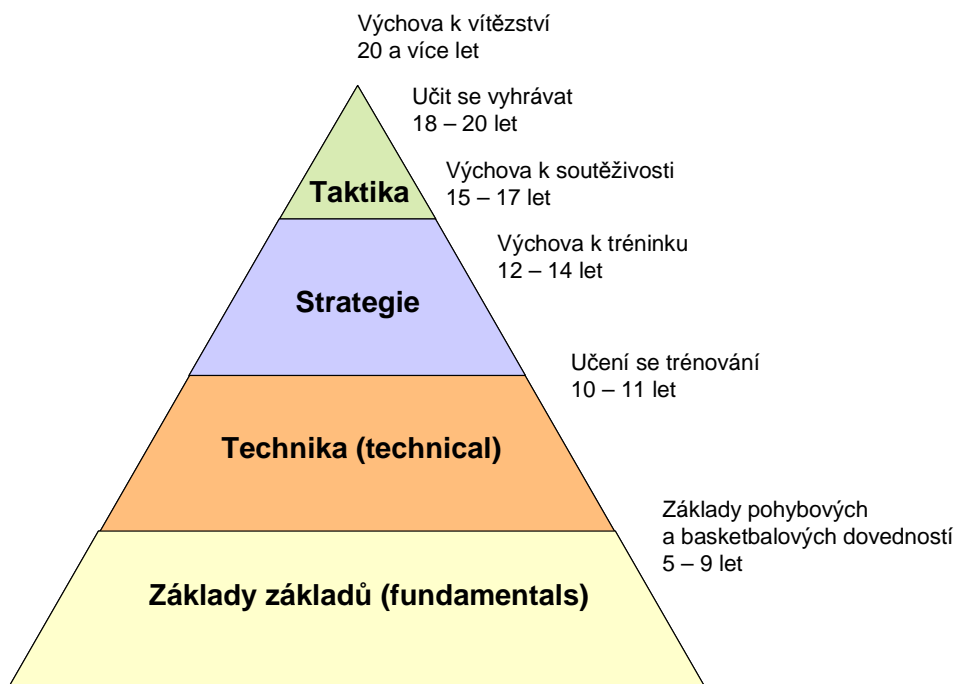 Výchova k vítězství
20 a více let
Učit se vyhrávat
18 – 20 let
Výchova k soutěživosti
15 – 17 let
Taktika
Výchova k tréninku
12 – 14 let
Strategie
Učení se trénování
10 – 11 let
Technika (technical)
Základy pohybových
a basketbalových dovedností
5 – 9 let
Základy základů (fundamentals)